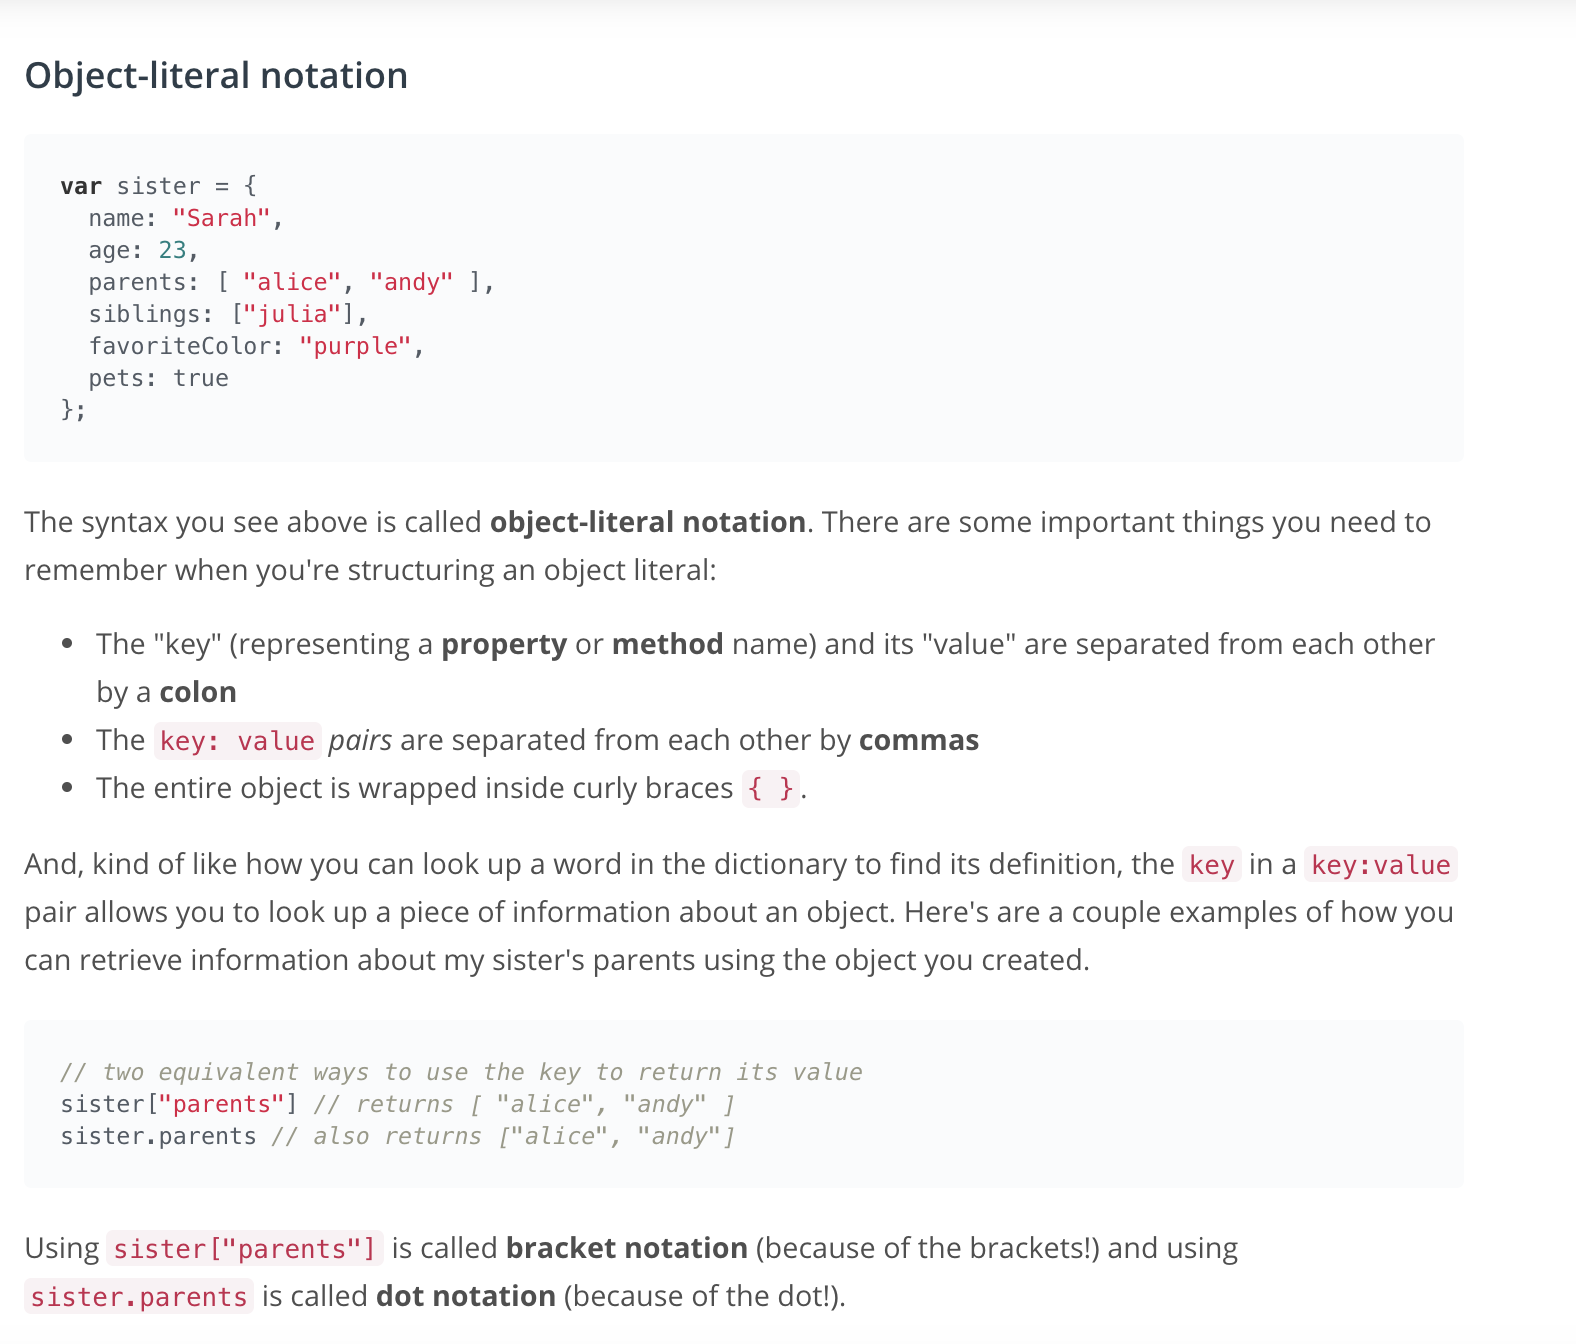 Object-literal notation
var sister = {
  name: "Sarah",
  age: 23,
  parents: [ "alice", "andy" ],
  siblings: ["julia"],
  favoriteColor: "purple",
  pets: true
};
The syntax you see above is called object-literal notation. There are some important things you need to
remember when you're structuring an object literal:
• The "key" (representing a property or method name) and its "value" are separated from each other
by a colon
• The key: value pairs are separated from each other by commas
• The entire object is wrapped inside curly braces { }.
And, kind of like how you can look up a word in the dictionary to find its definition, the key in a key:value
pair allows you to look up a piece of information about an object. Here's are a couple examples of how you
can retrieve information about my sister's parents using the object you created.
// two equivalent ways to use the key to return its value
sister["parents"] // returns [ "alice", "andy" ]
sister.parents // also returns ["alice", "andy"]
Using sister["parents"] is called bracket notation (because of the brackets!) and using
sister.parents is called dot notation (because of the dot!).